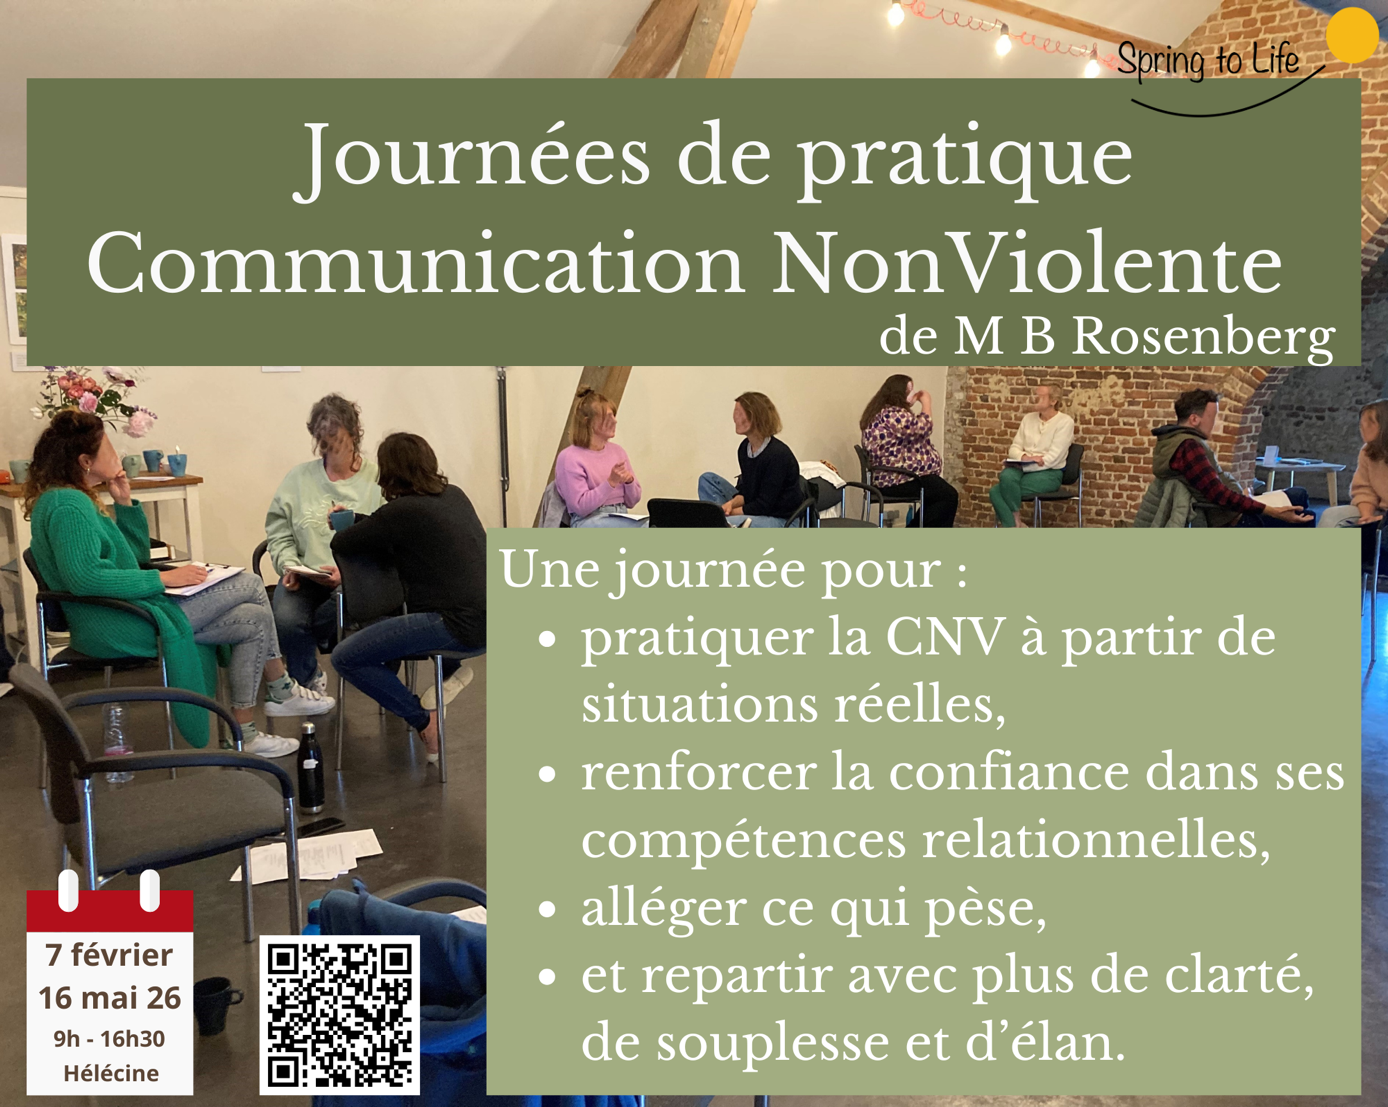 Spring to Life
Journées de pratique
Communication NonViolente
de M B Rosenberg
Une journée pour :
• pratiquer la CNV à partir de
situations réelles,
• renforcer la confiance dans ses
compétences relationnelles,
• alléger ce qui pèse,
• et repartir avec plus de clarté,
de souplesse et d’élan.
7 février
16 mai 26
9h - 16h30
Hélécine